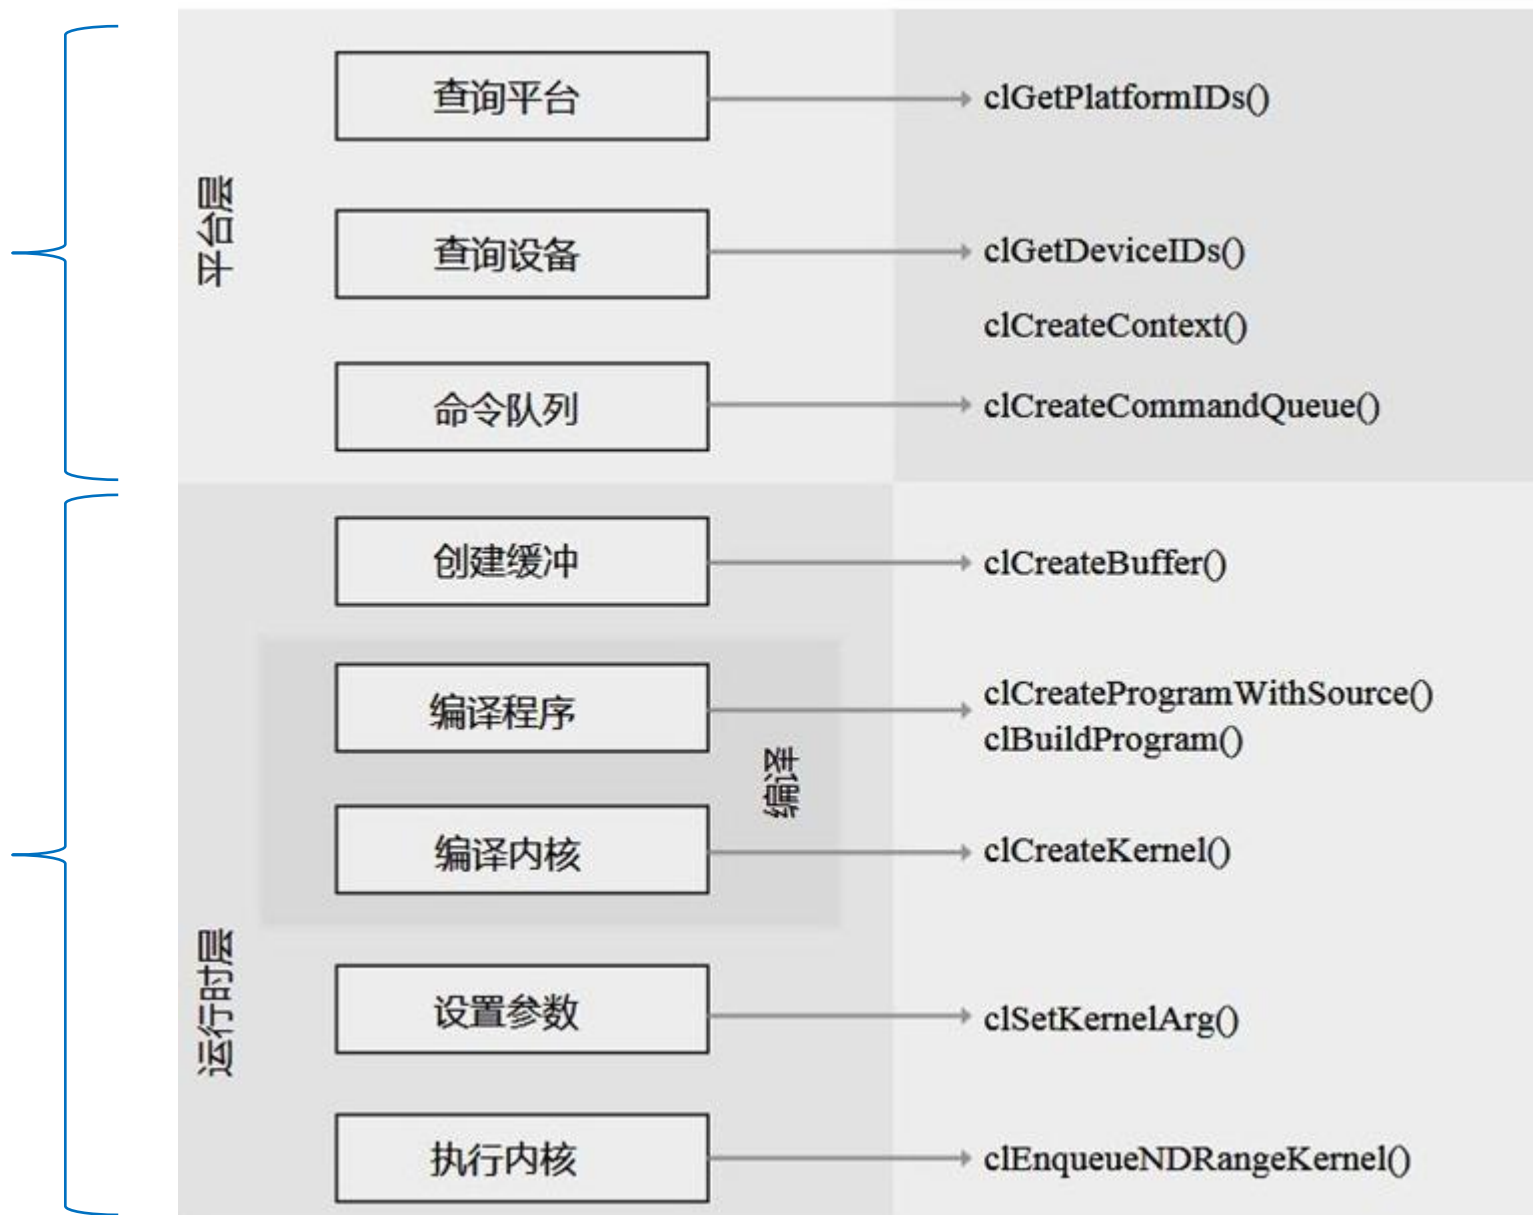 平台层
查询平台
clGetPlatformIDs()
查询设备
clGetDeviceIDs()
clCreateContext()
命令队列
clCreateCommandQueue()
运行时层
创建缓冲
clCreateBuffer()
编译
编译程序
clCreateProgramWithSource()
clBuildProgram()
编译内核
clCreateKernel()
设置参数
clSetKernelArg()
执行内核
clEnqueueNDRangeKernel()